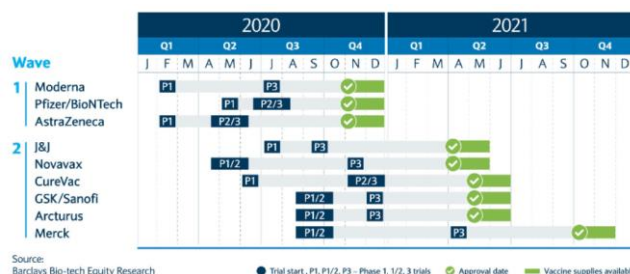 2020 2021
Q1 Q2 Q3 Q4 Q1 Q2 Q3 Q4
Wave J F M A M J J A S O N D J F M A M J J A S O N D
1 Moderna P1 P3
Pfizer/BioNTech P1 P2/3
AstraZeneca P1 P2/3
2 J&J P1 P3
Novavax P1/2 P3
CureVac P1 P2/3
GSK/Sanofi P1/2 P3
Arcturus P1/2 P3
Merck P1/2 P3
Source:
Barclays Bio-tech Equity Research
Trial start, P1, P1/2, P3 – Phase 1, 1/2, 3 trials Approval date Vaccine supplies available